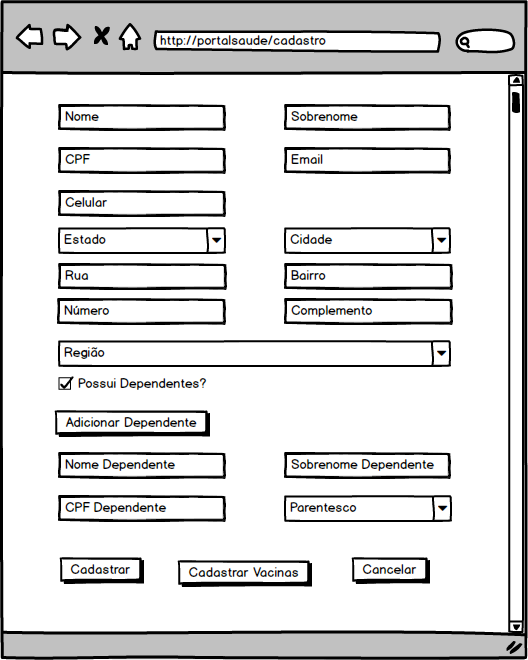 http://portalsaude/cadastro
Nome Sobrenome
CPF Email
Celular
Estado Cidade
Rua Bairro
Número Complemento
Região
Possui Dependentes?
Adicionar Dependente
Nome Dependente Sobrenome Dependente
CPF Dependente Parentesco
Cadastrar Cadastrar Vacinas Cancelar